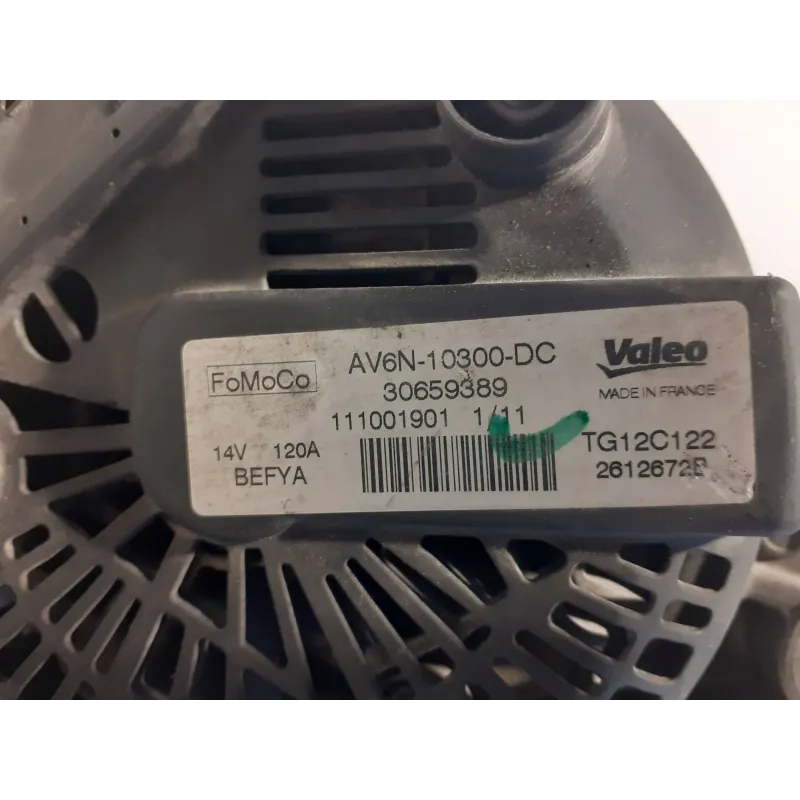 FoMoCo
AV6N-10300-DC
30659389
111001901 1/11
14V 120A
BEFYA
Valeo
MADE IN FRANCE
TG12C122
2612672B